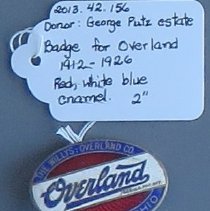 2013.42.156
Donor: George Putz estate
Badge for Overland
1912-1926
Red, white blue
enamel. 2"
THE WILLYS-OVERLAND CO.
Overland
OHIO